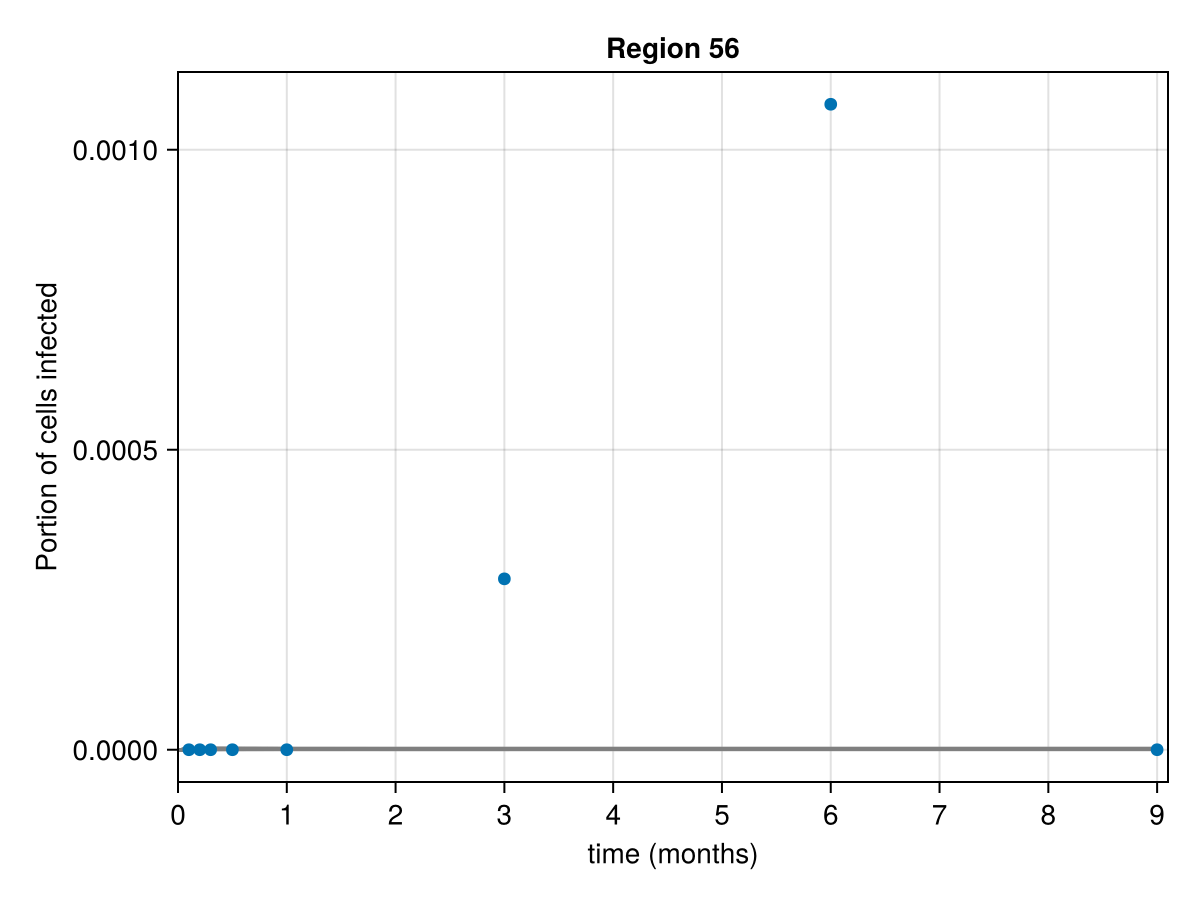 Region 56
0.0010
0.0005
0.0000
Portion of cells infected
0 1 2 3 4 5 6 7 8 9
time (months)